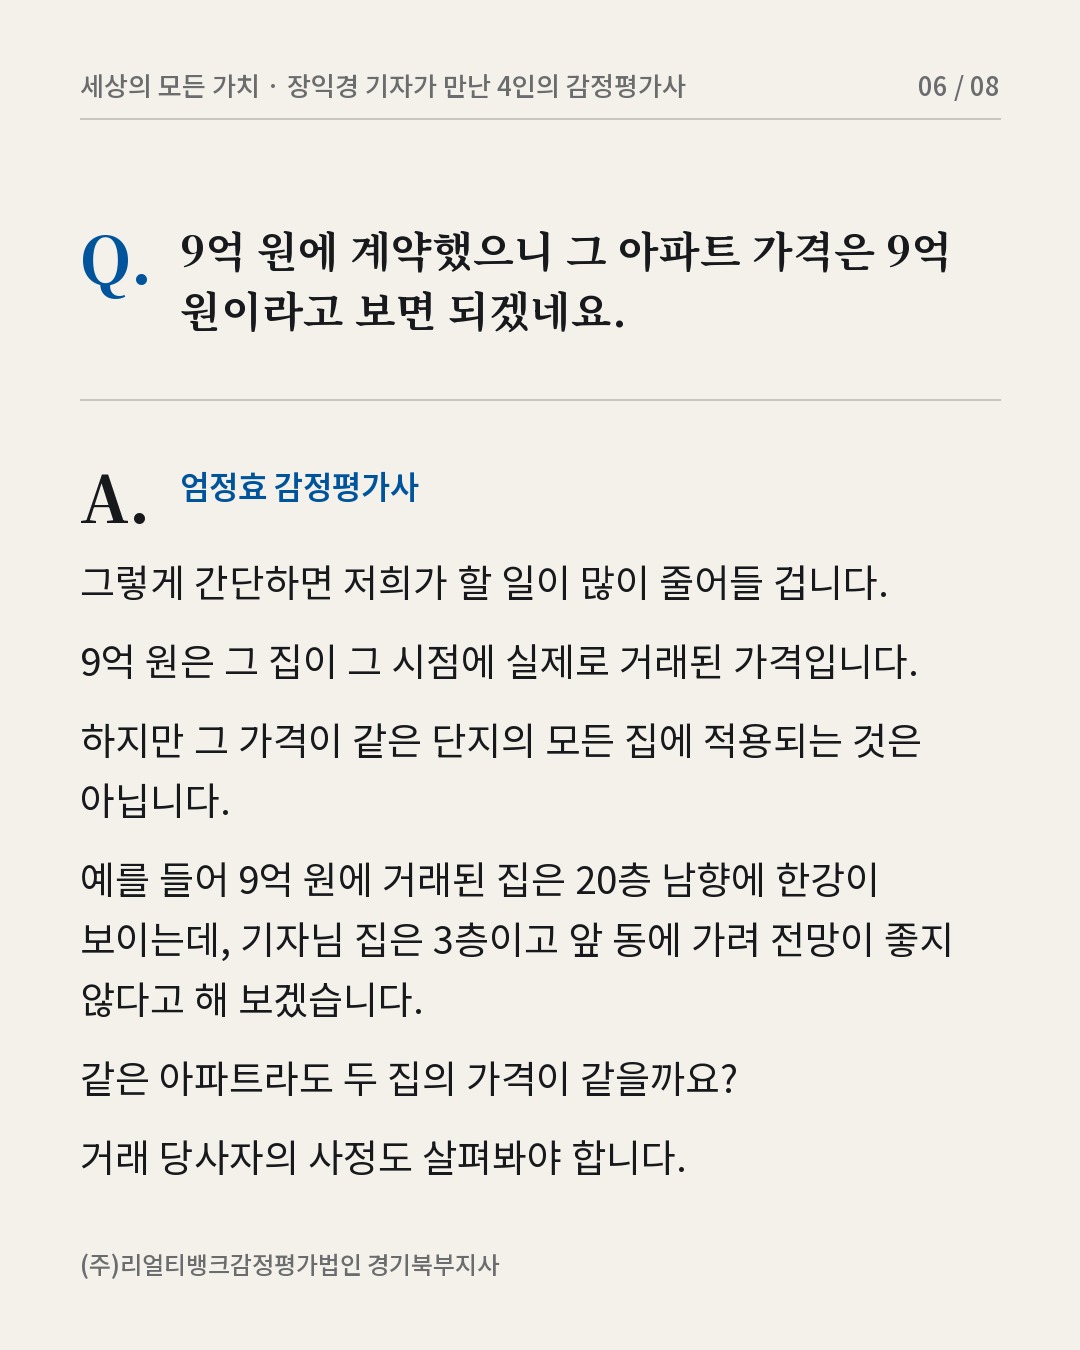 세상의 모든 가치 · 장익경 기자가 만난 4인의 감정평가사
06 / 08
Q. 9억 원에 계약했으니 그 아파트 가격은 9억
원이라고 보면 되겠네요.
A. 엄정효 감정평가사
그렇게 간단하면 저희가 할 일이 많이 줄어들 겁니다.
9억 원은 그 집이 그 시점에 실제로 거래된 가격입니다.
하지만 그 가격이 같은 단지의 모든 집에 적용되는 것은
아닙니다.
예를 들어 9억 원에 거래된 집은 20층 남향에 한강이
보이는데, 기자님 집은 3층이고 앞 동에 가려 전망이 좋지
않다고 해 보겠습니다.
같은 아파트라도 두 집의 가격이 같을까요?
거래 당사자의 사정도 살펴봐야 합니다.
(주)리얼티뱅크감정평가법인 경기북부지사